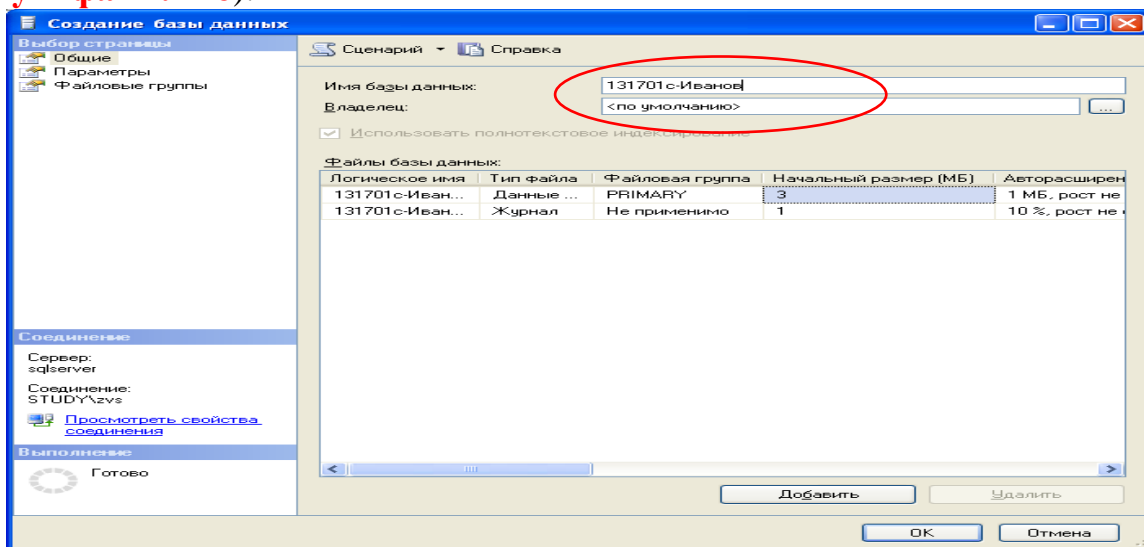 Создание базы данных
Выбор страницы
Общие
Параметры
Файловые группы
Сценарий Справка
Имя базы данных: 131701с-Иванов
Владелец: <по умолчанию> ...
Использовать полнотекстовое индексирование
Файлы базы данных:
Логическое имя Тип файла Файловая группа Начальный размер (МБ) Авторасширен
131701с-Иван... Данные ... PRIMARY 3 1 МБ, рост не
131701с-Иван... Журнал Не применимо 1 10 %, рост не
Соединение
Сервер:
sqlserver
Соединение:
STUDY\zvs
Просмотреть свойства
соединения
Выполнение
Готово
Добавить Удалить
OK Отмена